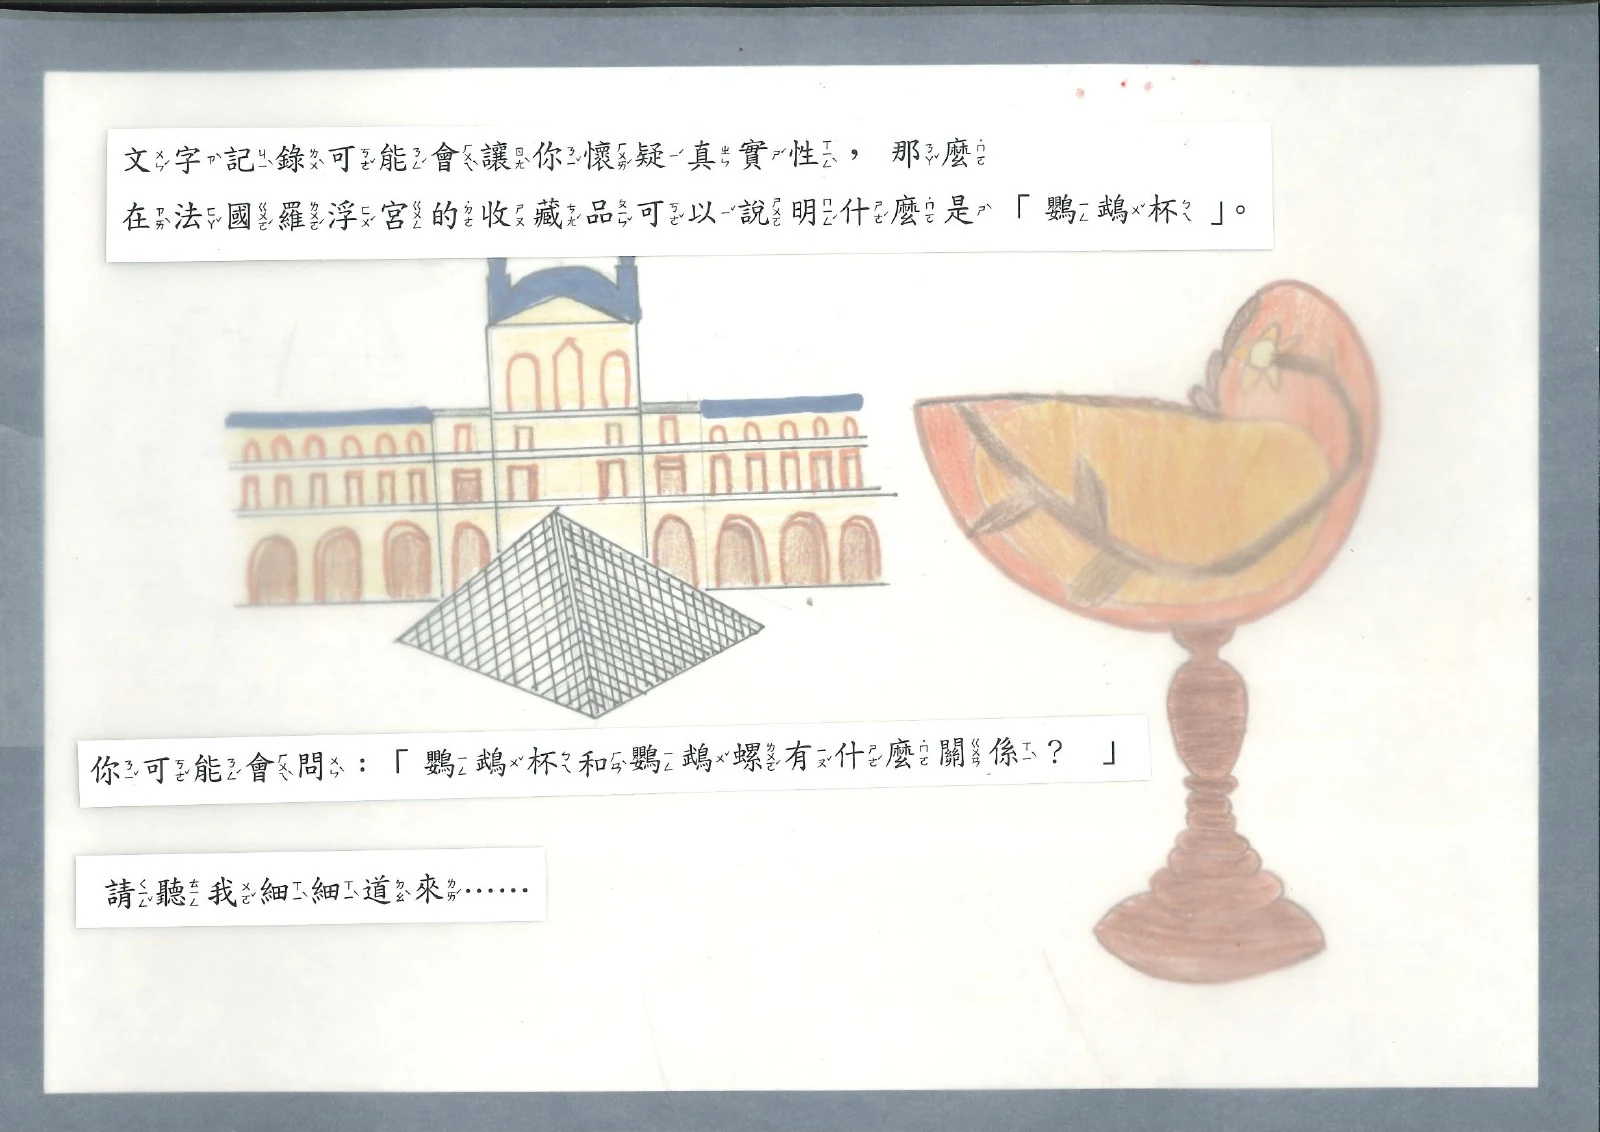 文字記錄可能會讓你懷疑真實性，那麼
在法國羅浮宮的收藏品可以說明什麼是「鸚鵡杯」。
你可能會問：「鸚鵡杯和鸚鵡螺有什麼關係？」
請聽我細細道來……